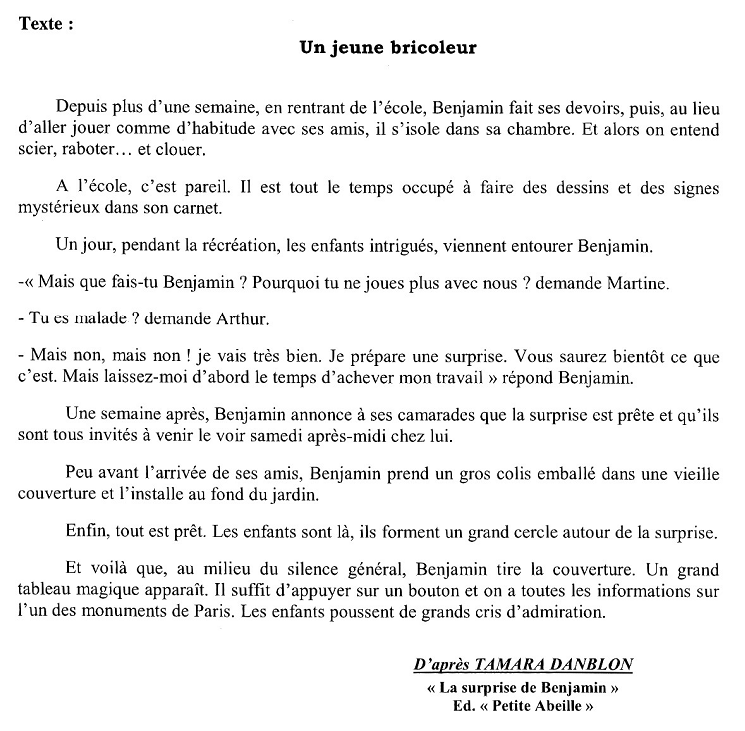 Texte :
Un jeune bricoleur
Depuis plus d'une semaine, en rentrant de l'école, Benjamin fait ses devoirs, puis, au lieu
d'aller jouer comme d'habitude avec ses amis, il s'isole dans sa chambre. Et alors on entend
scier, raboter… et clouer.
A l'école, c'est pareil. Il est tout le temps occupé à faire des dessins et des signes
mystérieux dans son carnet.
Un jour, pendant la récréation, les enfants intrigués, viennent entourer Benjamin.
-« Mais que fais-tu Benjamin ? Pourquoi tu ne joues plus avec nous ? demande Martine.
- Tu es malade ? demande Arthur.
- Mais non, mais non ! je vais très bien. Je prépare une surprise. Vous saurez bientôt ce que
c'est. Mais laissez-moi d'abord le temps d'achever mon travail » répond Benjamin.
Une semaine après, Benjamin annonce à ses camarades que la surprise est prête et qu'ils
sont tous invités à venir le voir samedi après-midi chez lui.
Peu avant l'arrivée de ses amis, Benjamin prend un gros colis emballé dans une vieille
couverture et l'installe au fond du jardin.
Enfin, tout est prêt. Les enfants sont là, ils forment un grand cercle autour de la surprise.
Et voilà que, au milieu du silence général, Benjamin tire la couverture. Un grand
tableau magique apparaît. Il suffit d'appuyer sur un bouton et on a toutes les informations sur
l'un des monuments de Paris. Les enfants poussent de grands cris d'admiration.
D'après TAMARA DANBLON
« La surprise de Benjamin »
Ed. « Petite Abeille »